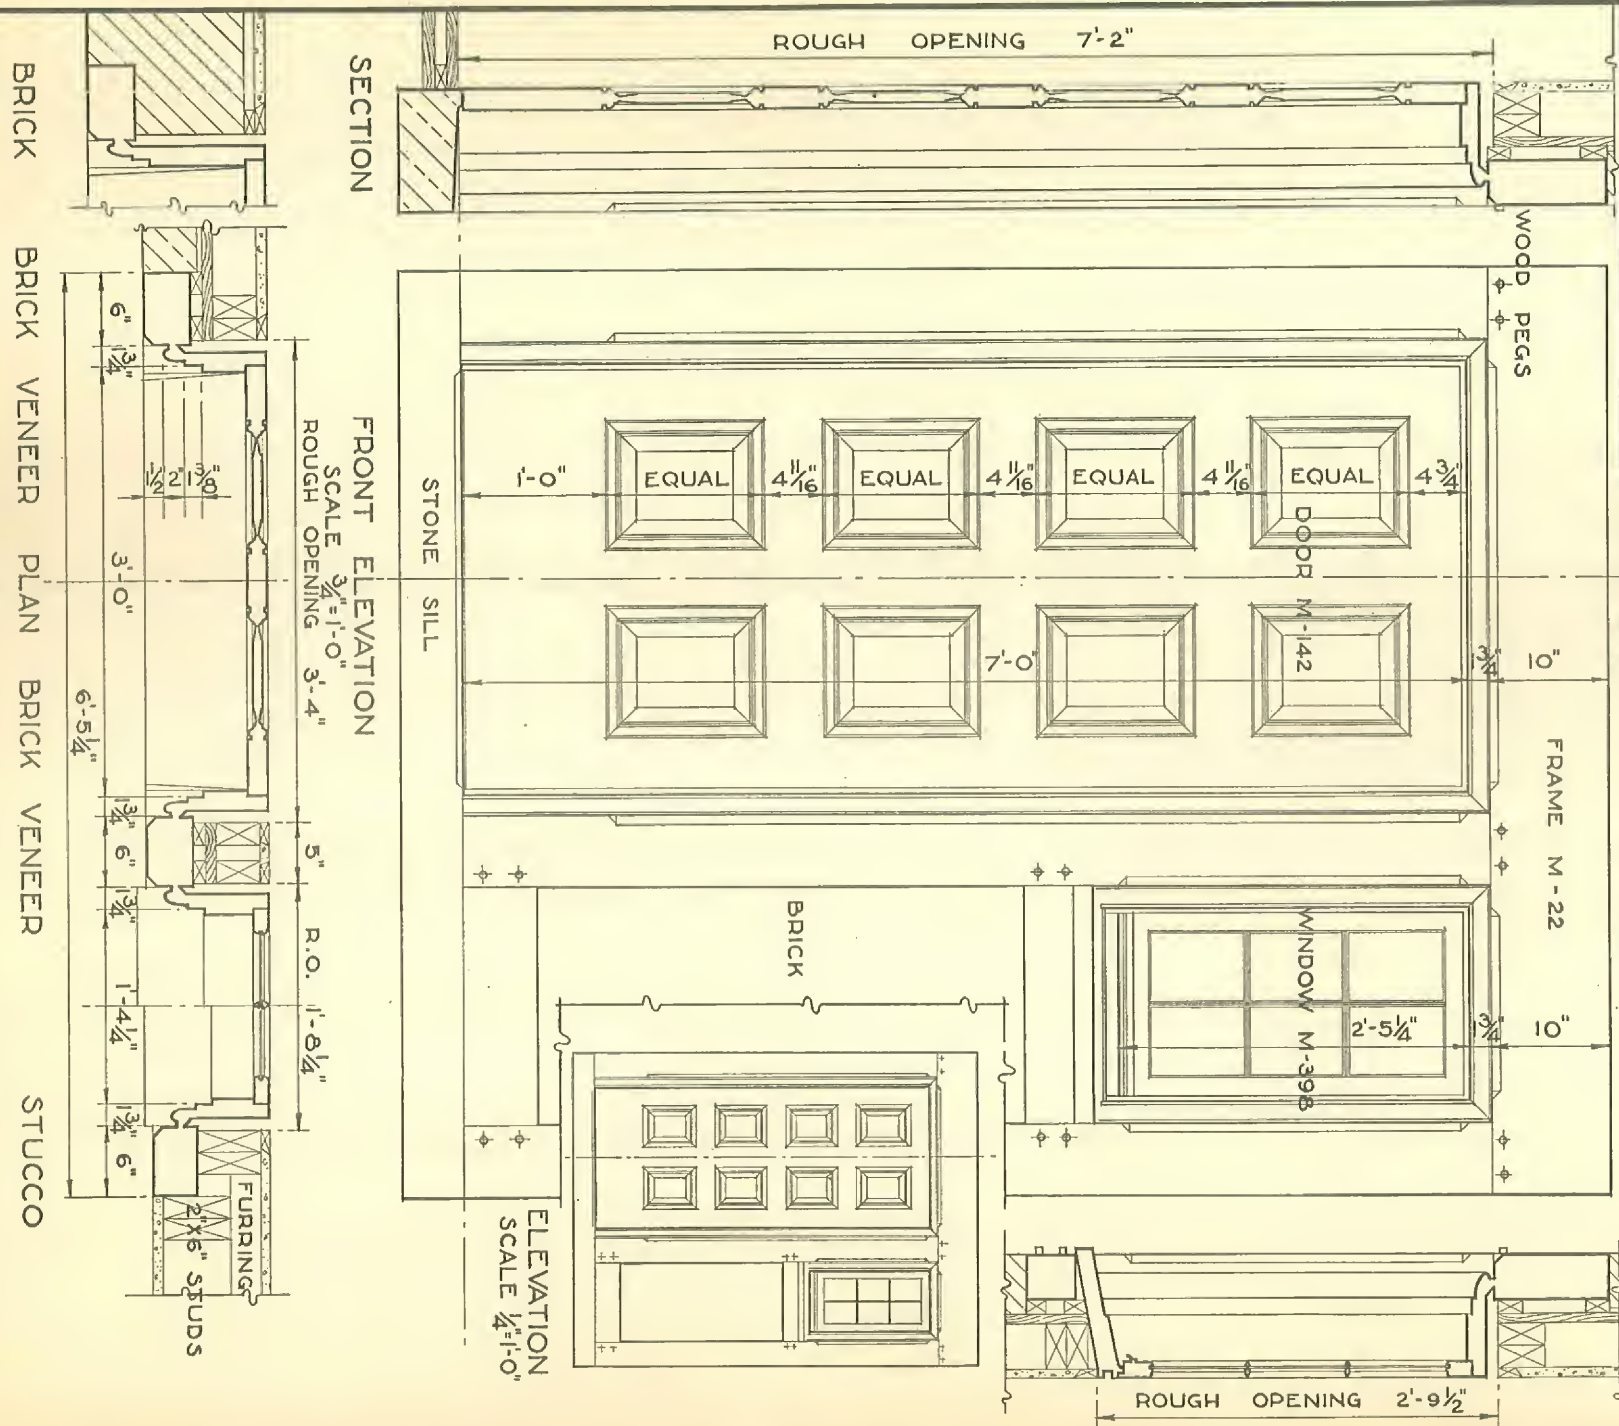 ROUGH OPENING 7'-2"
SECTION
WOOD PEGS
1'-0"
EQUAL
4 11/16"
EQUAL
4 11/16"
EQUAL
4 11/16"
EQUAL
4 3/4"
DOOR M-142
7'-0"
1 3/4"
10"
FRAME M-22
STONE SILL
FRONT ELEVATION
SCALE 3/4"=1'-0"
BRICK
WINDOW M-398
2'-5 1/4"
1 3/4"
10"
ELEVATION
SCALE 1/4"=1'-0"
ROUGH OPENING 2'-9 1/2"
ROUGH OPENING 3'-4"
5"
R.O. 1'-8 1/4"
1 1/2"
2"
1 3/8"
6"
1 3/4"
3'-0"
1 3/4"
6"
1 3/4"
1'-4 1/4"
1 3/4"
6"
6'-5 1/4"
FURRING
2"X6" STUDS
BRICK
BRICK VENEER
PLAN
BRICK VENEER
STUCCO